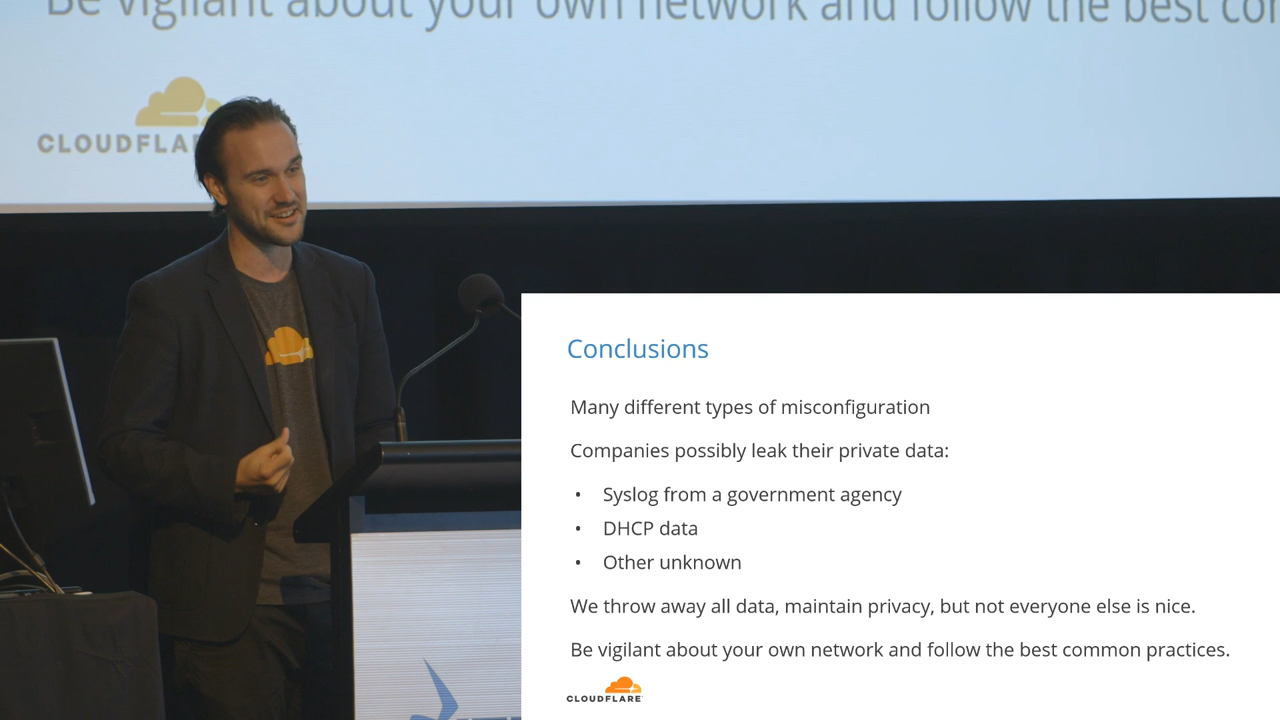 Be vigilant about your own network and follow the best
CLOUDFLAR
Conclusions
Many different types of misconfiguration
Companies possibly leak their private data:
• Syslog from a government agency
• DHCP data
• Other unknown
We throw away all data, maintain privacy, but not everyone else is nice.
Be vigilant about your own network and follow the best common practices.
CLOUDFLARE